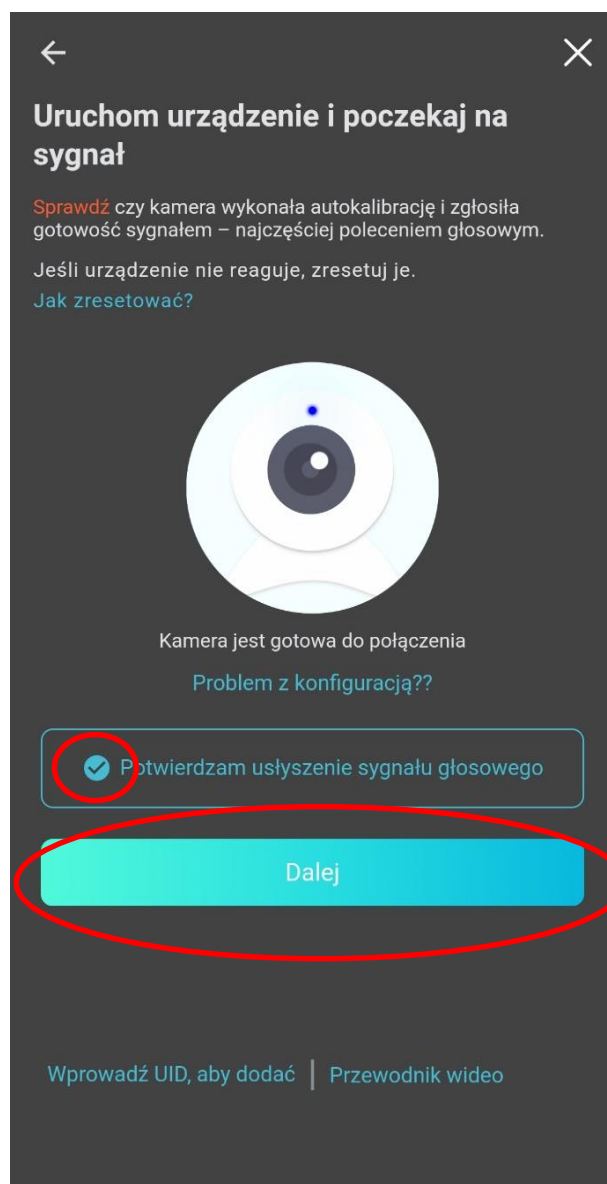 Uruchom urządzenie i poczekaj na
sygnał
Sprawdź czy kamera wykonała autokalibrację i zgłosiła
gotowość sygnałem – najczęściej poleceniem głosowym.
Jeśli urządzenie nie reaguje, zresetuj je.
Jak zresetować?
Kamera jest gotowa do połączenia
Problem z konfiguracją??
Potwierdzam usłyszenie sygnału głosowego
Dalej
Wprowadź UID, aby dodać | Przewodnik wideo